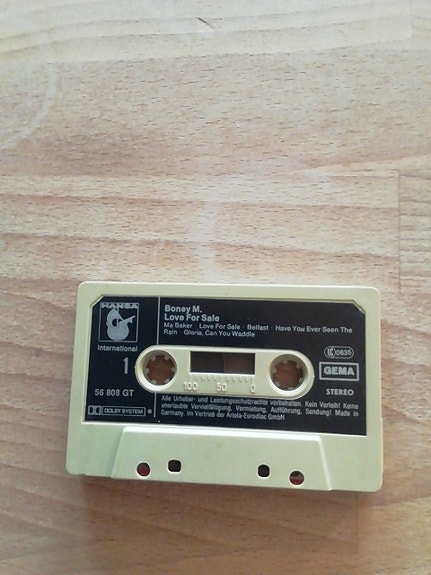 HANSA
International
1
56 808 GT
DOLBY SYSTEM
Boney M.
Love For Sale
Ma Baker · Love For Sale · Belfast · Have You Ever Seen The
Rain · Gloria, Can You Waddle
LC 0835
GEMA
STEREO
100 50 0
Alle Urheber- und Leistungsschutzrechte vorbehalten. Kein Verleih! Keine
unerlaubte Vervielfältigung, Vermietung, Aufführung, Sendung! Made in
Germany. Im Vertrieb der Ariola-Eurodisc GmbH